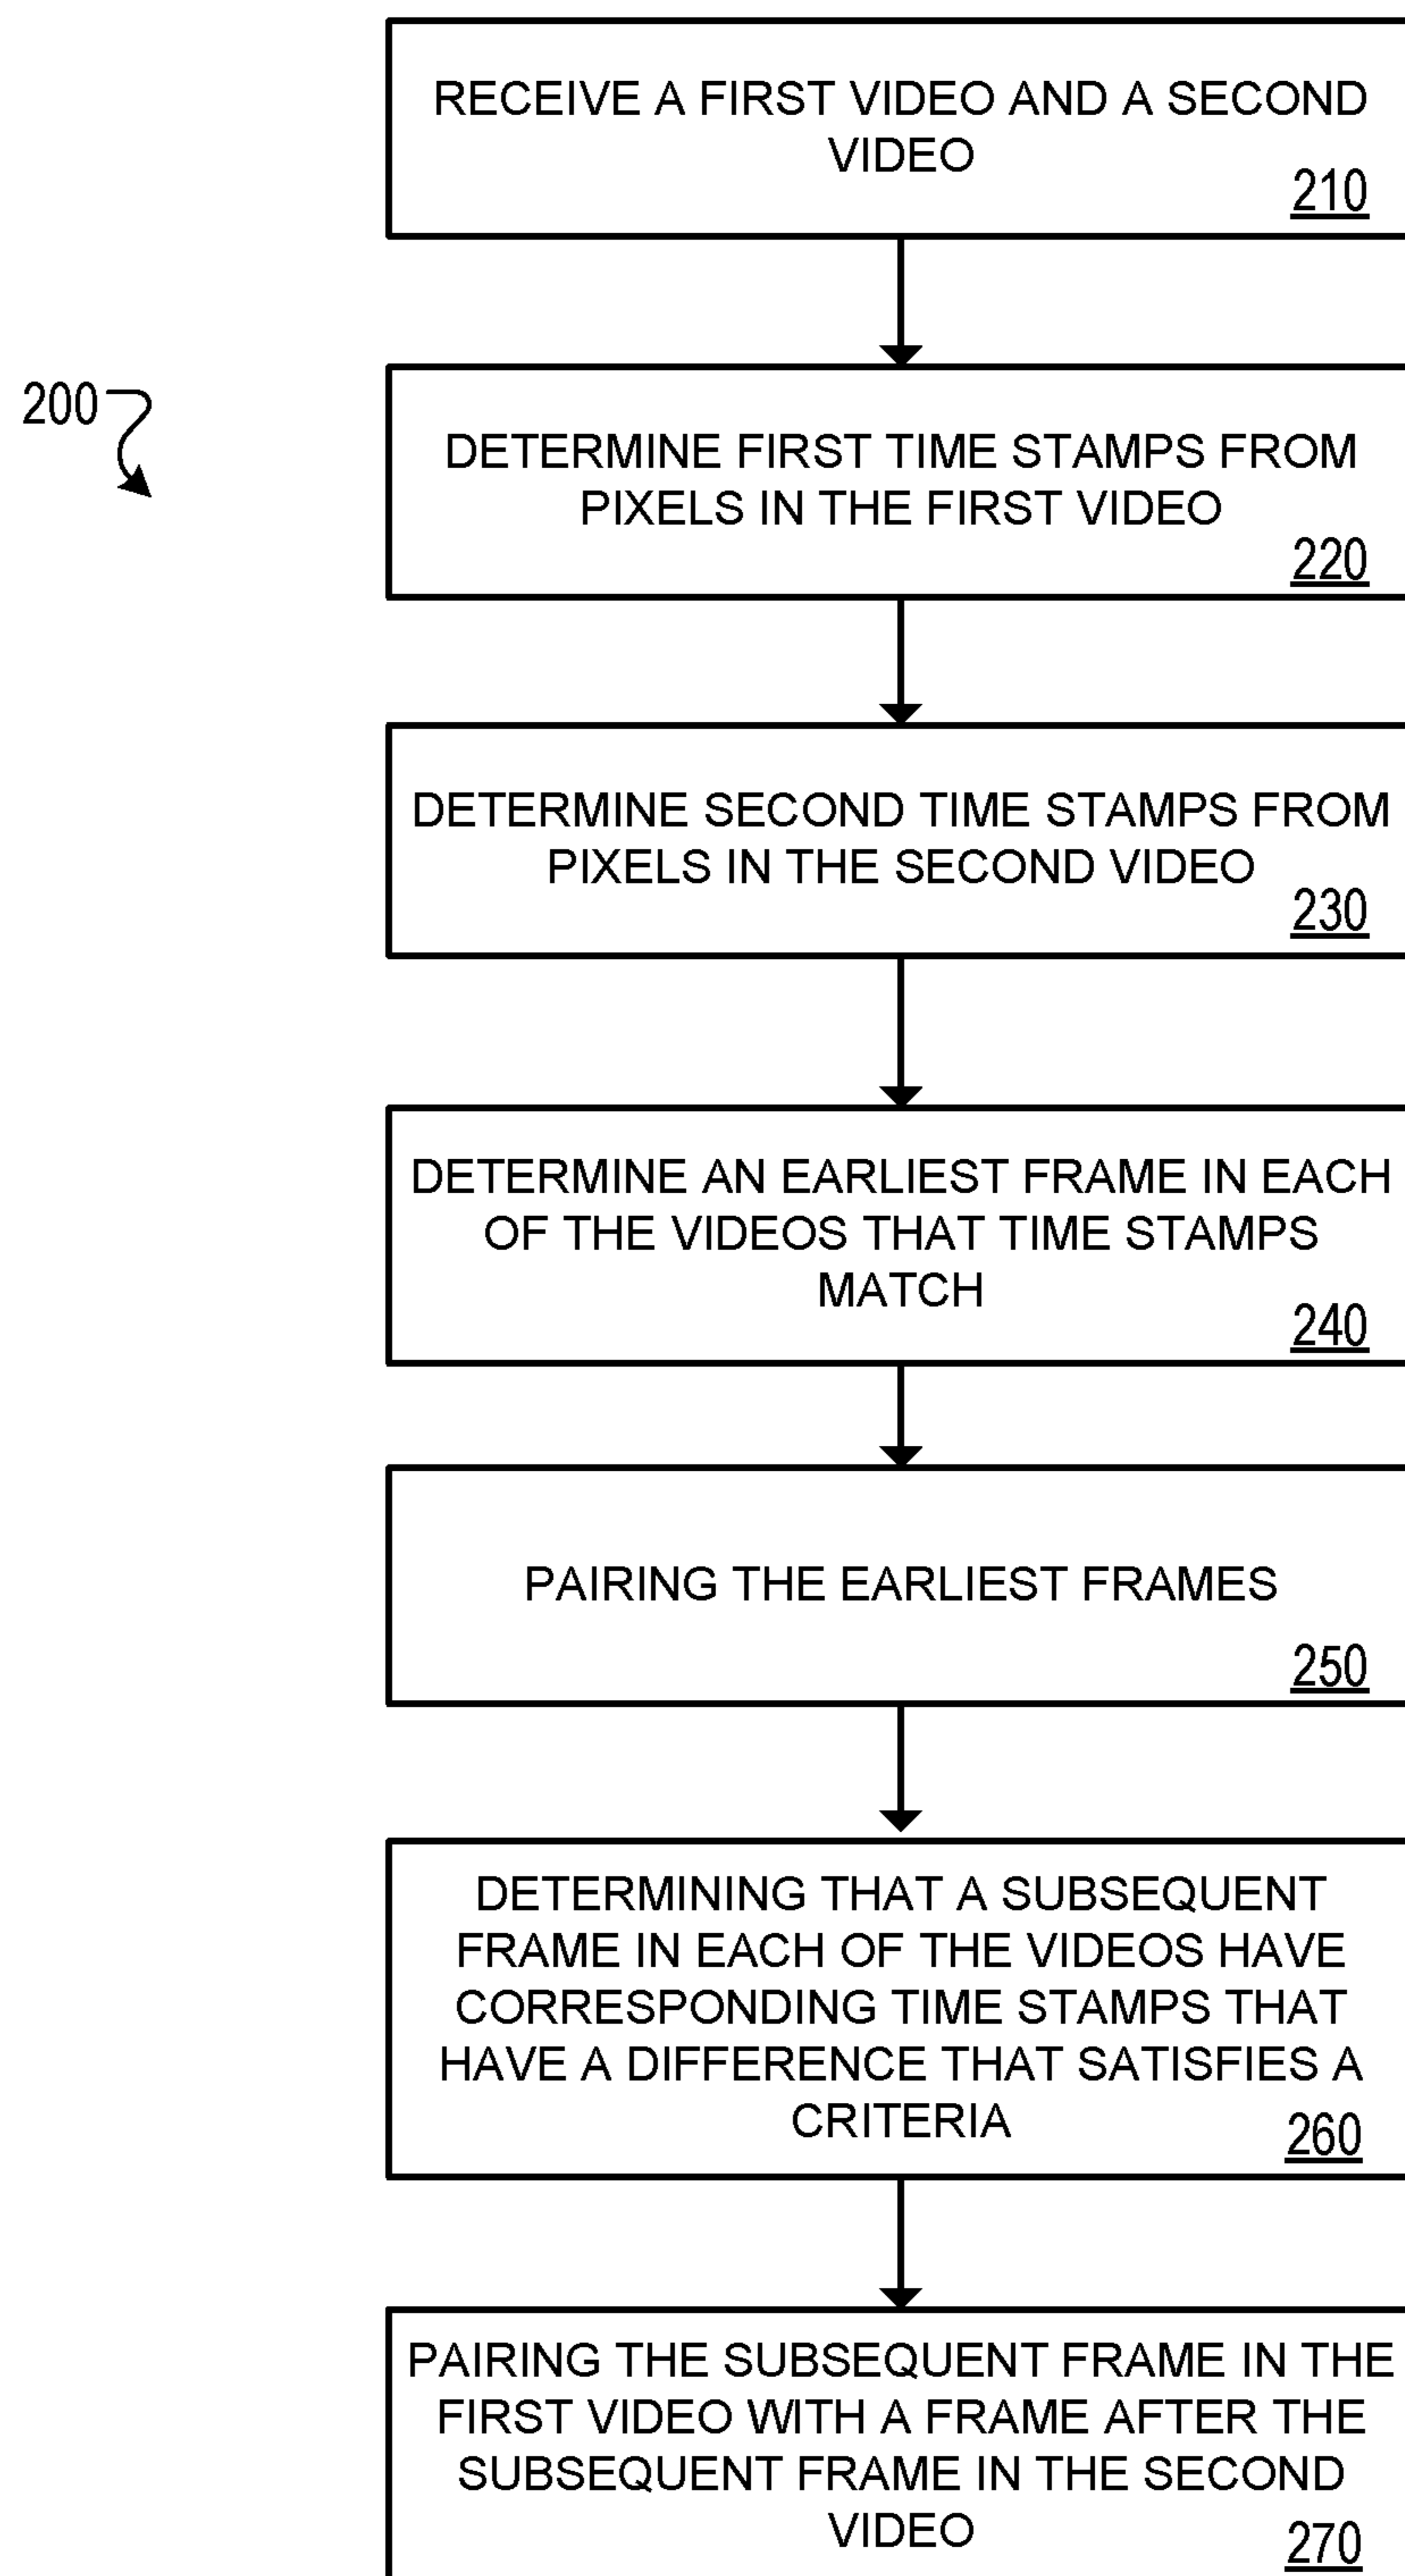 RECEIVE A FIRST VIDEO AND A SECOND
VIDEO
210
200
DETERMINE FIRST TIME STAMPS FROM
PIXELS IN THE FIRST VIDEO
220
DETERMINE SECOND TIME STAMPS FROM
PIXELS IN THE SECOND VIDEO
230
DETERMINE AN EARLIEST FRAME IN EACH
OF THE VIDEOS THAT TIME STAMPS
MATCH
240
PAIRING THE EARLIEST FRAMES
250
DETERMINING THAT A SUBSEQUENT
FRAME IN EACH OF THE VIDEOS HAVE
CORRESPONDING TIME STAMPS THAT
HAVE A DIFFERENCE THAT SATISFIES A
CRITERIA
260
PAIRING THE SUBSEQUENT FRAME IN THE
FIRST VIDEO WITH A FRAME AFTER THE
SUBSEQUENT FRAME IN THE SECOND
VIDEO
270